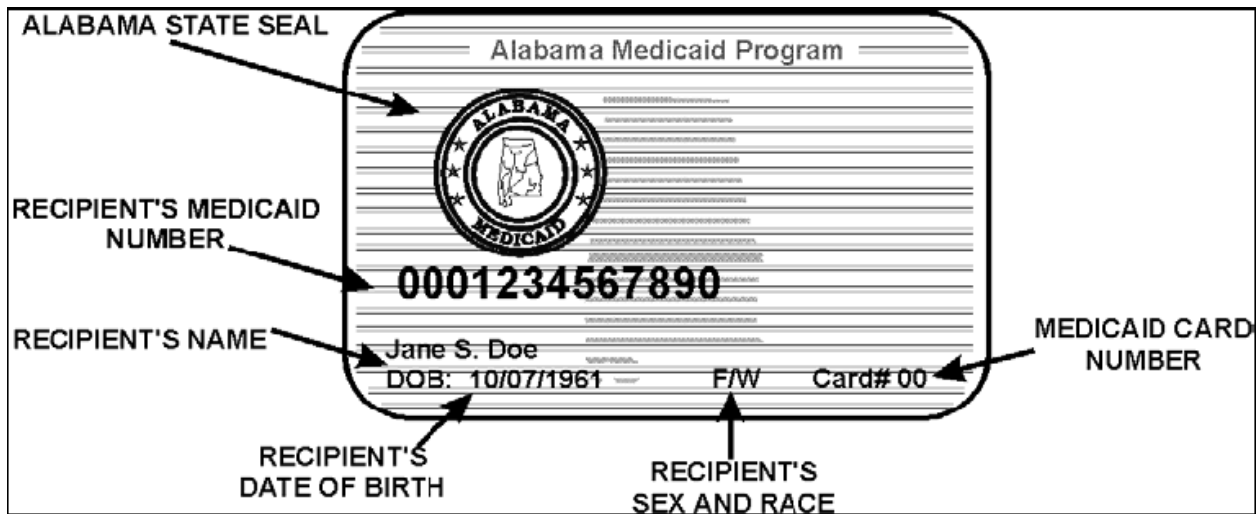 ALABAMA STATE SEAL
Alabama Medicaid Program
ALABAMA
MEDICAID
RECIPIENT'S MEDICAID
NUMBER
0001234567890
RECIPIENT'S NAME
Jane S. Doe
MEDICAID CARD
NUMBER
DOB: 10/07/1961 F/W Card# 00
RECIPIENT'S
DATE OF BIRTH
RECIPIENT'S
SEX AND RACE